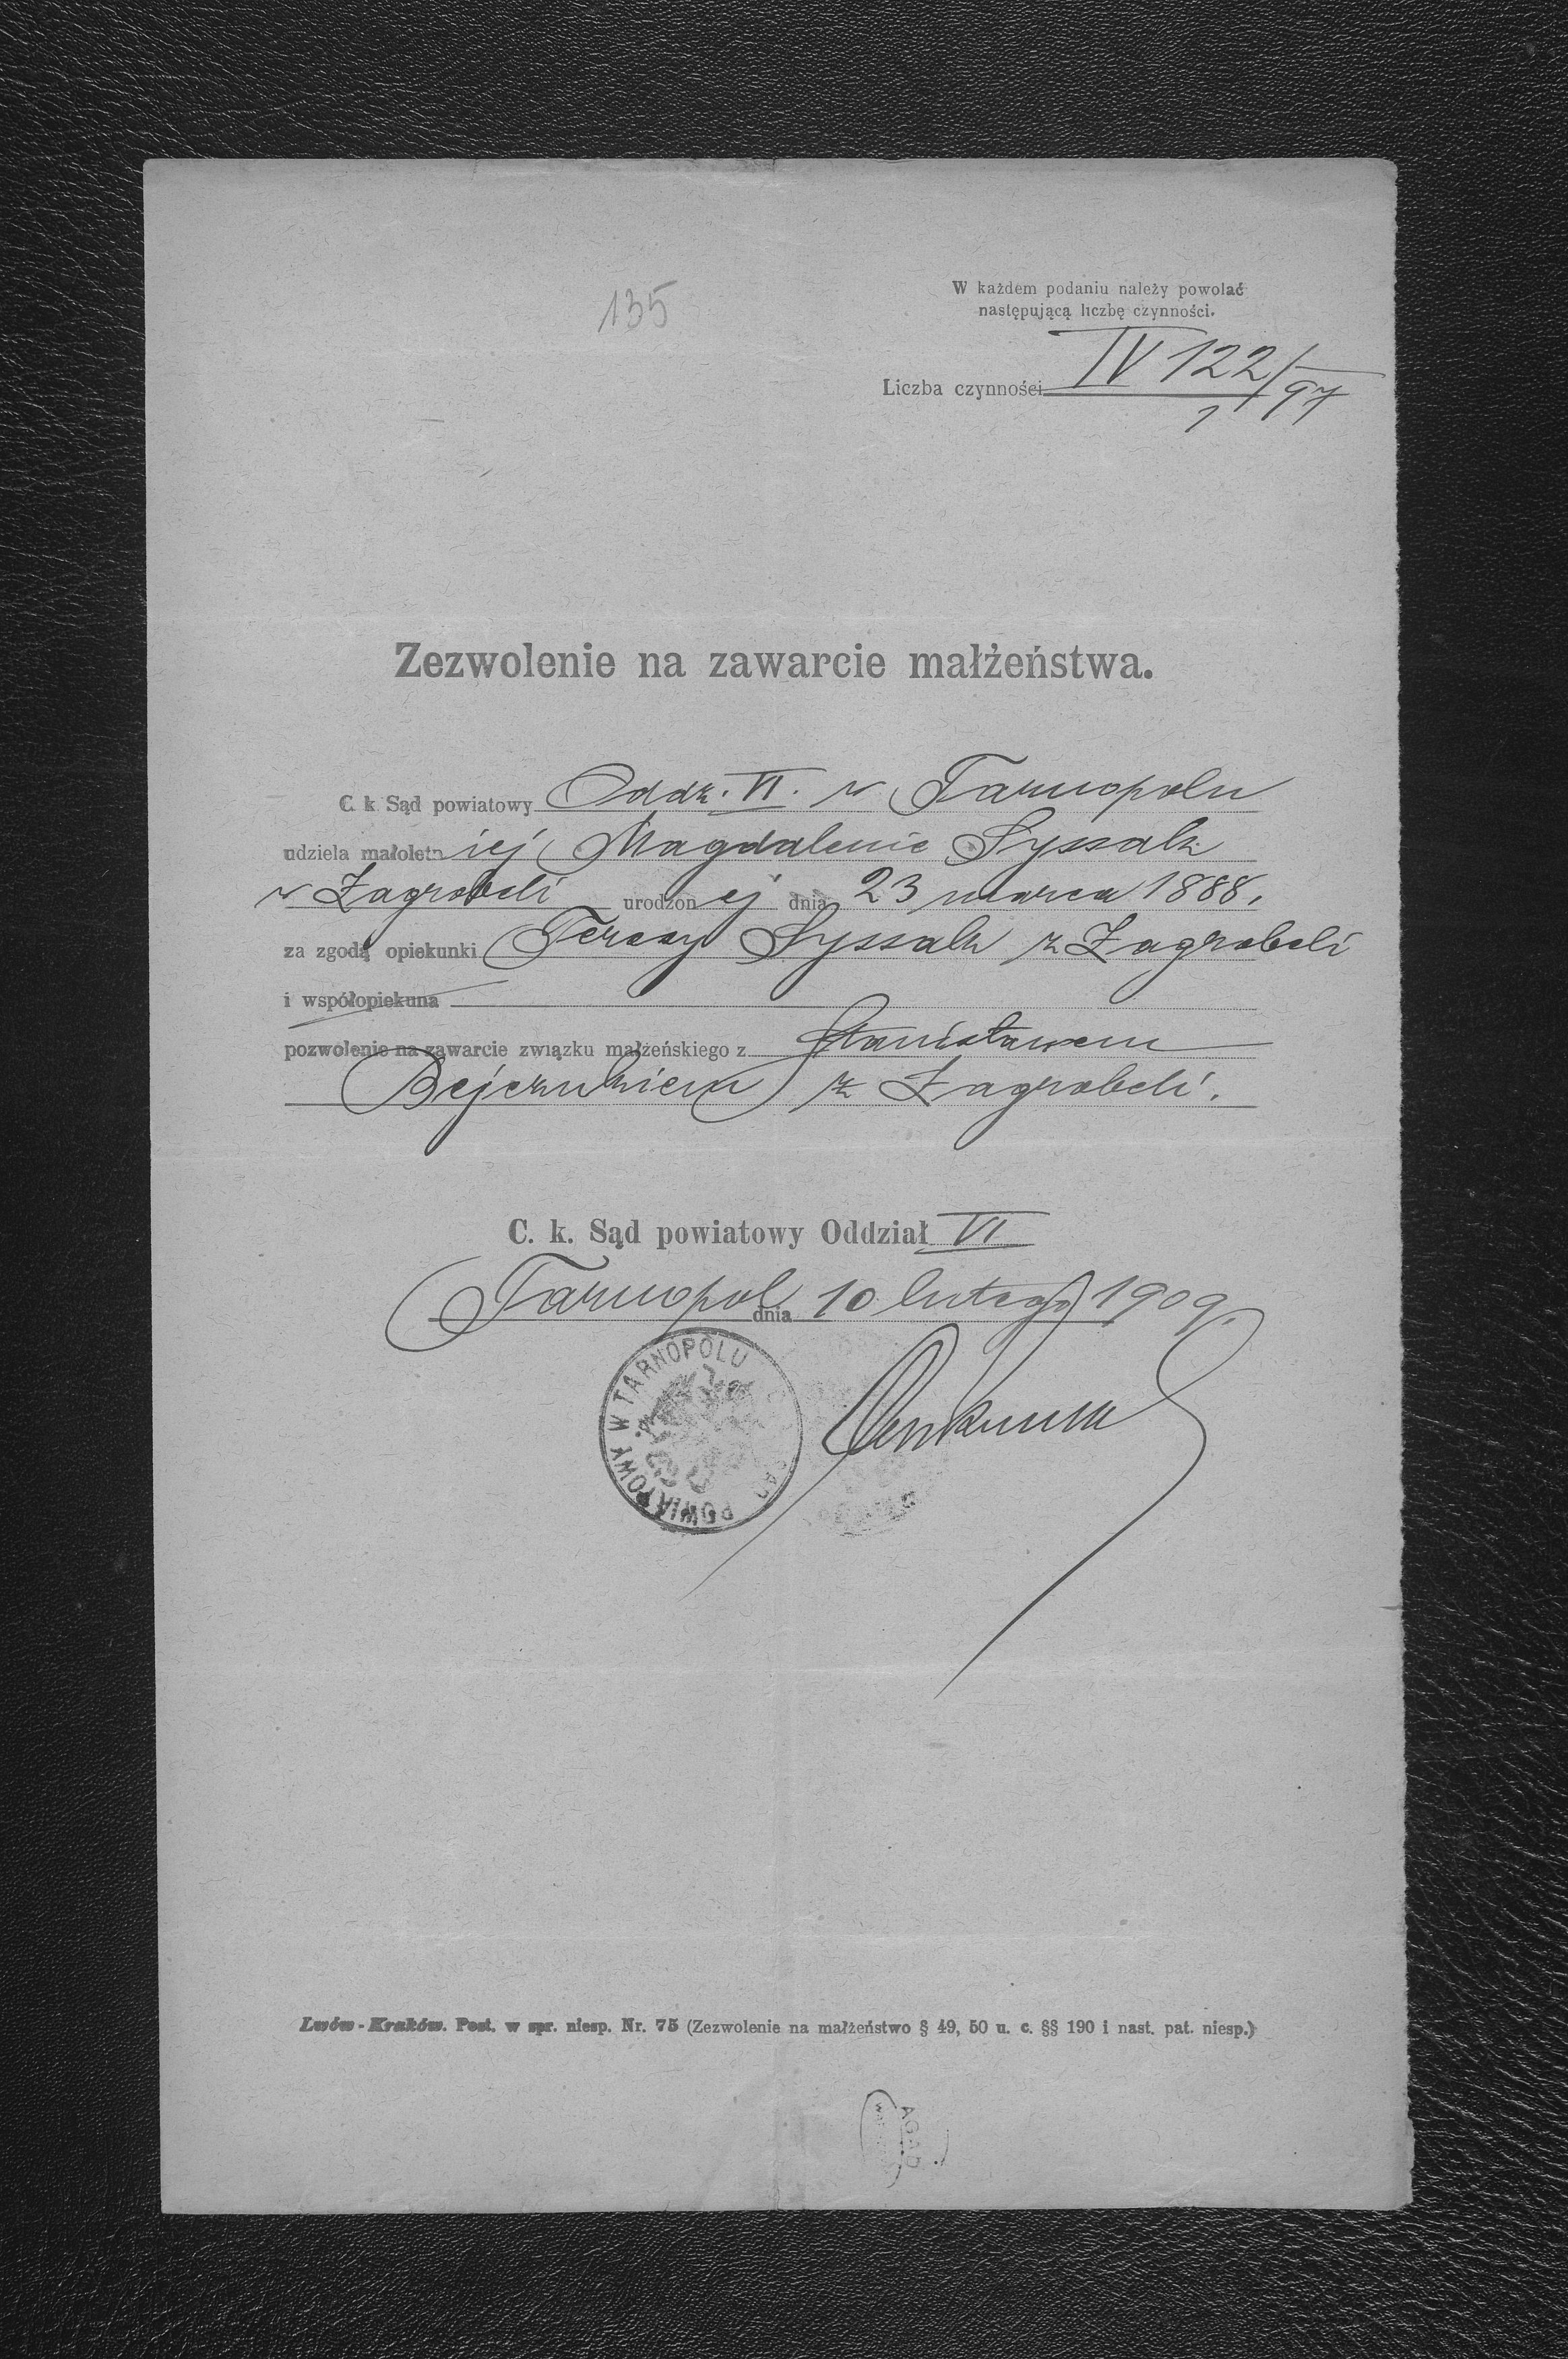 135
W każdem podaniu należy powołać
następującą liczbę czynności.
Liczba czynności IV 122/97
1
Zezwolenie na zawarcie małżeństwa.
C. k. Sąd powiatowy Oddz. VI. w Tarnopolu
udziela małoletniej Magdalenie Syssak
w Zagrobeli urodzonej dnia 23 marca 1888.
za zgodą opiekunki Teresy Syssak z Zagrobeli
i współopiekuna
pozwolenie na zawarcie związku małżeńskiego z Stanisławem
Bejczukiem z Zagrobeli.
C. k. Sąd powiatowy Oddział VI
Tarnopol dnia 10 lutego 1909.
SĄD POWIATOWY W TARNOPOLU
Lwów - Kraków. Post. w spr. niesp. Nr. 75 (Zezwolenie na małżeństwo § 49, 50 u. c. §§ 190 i nast. pat. niesp.)
AGAD